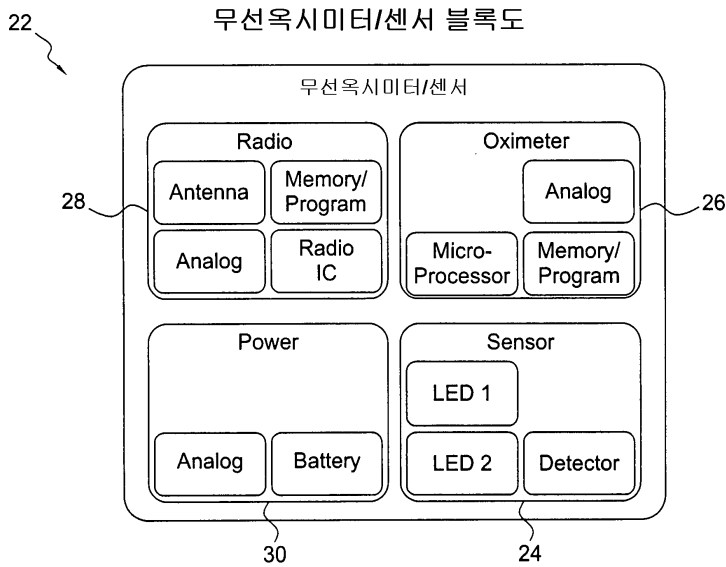 무선옥시미터/센서 블록도
22
무선옥시미터/센서
Radio
Antenna
Memory/
Program
Analog
Radio
IC
28
Oximeter
Analog
Micro-
Processor
Memory/
Program
26
Power
Analog
Battery
30
Sensor
LED 1
LED 2
Detector
24